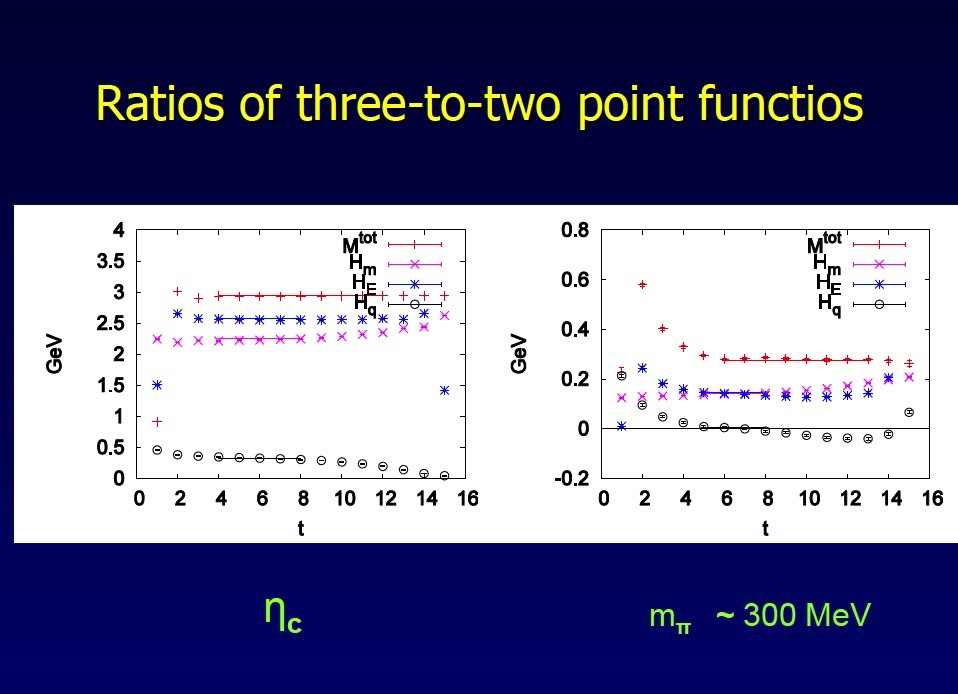 Ratios of three-to-two point functios
4
3.5
3
2.5
2
1.5
1
0.5
0
GeV
0 2 4 6 8 10 12 14 16
t
M^tot
H_m
H_E
H_q
0.8
0.6
0.4
0.2
0
-0.2
GeV
0 2 4 6 8 10 12 14 16
t
M^tot
H_m
H_E
H_q
η_c
m_π ~ 300 MeV